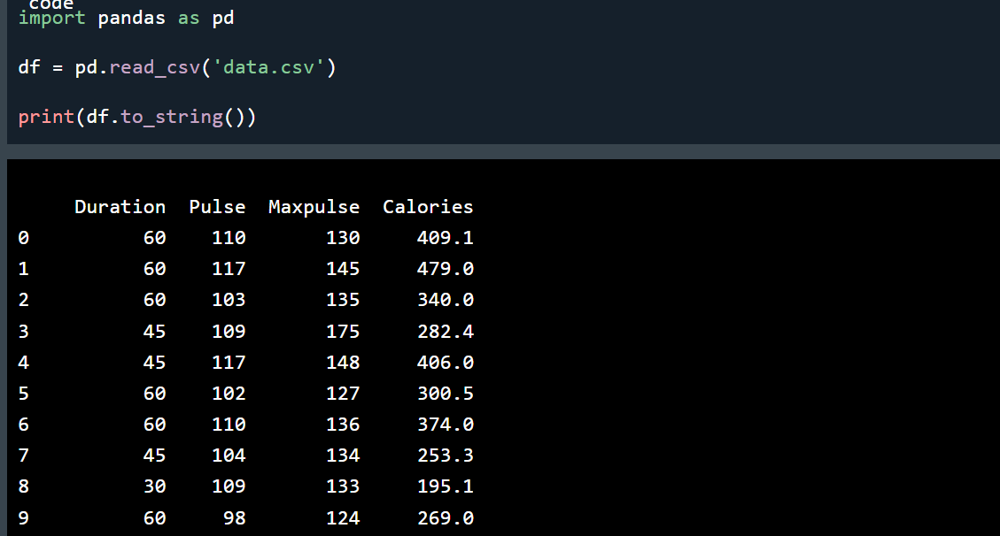 code
import pandas as pd
df = pd.read_csv('data.csv')
print(df.to_string())
Duration Pulse Maxpulse Calories
0 60 110 130 409.1
1 60 117 145 479.0
2 60 103 135 340.0
3 45 109 175 282.4
4 45 117 148 406.0
5 60 102 127 300.5
6 60 110 136 374.0
7 45 104 134 253.3
8 30 109 133 195.1
9 60 98 124 269.0